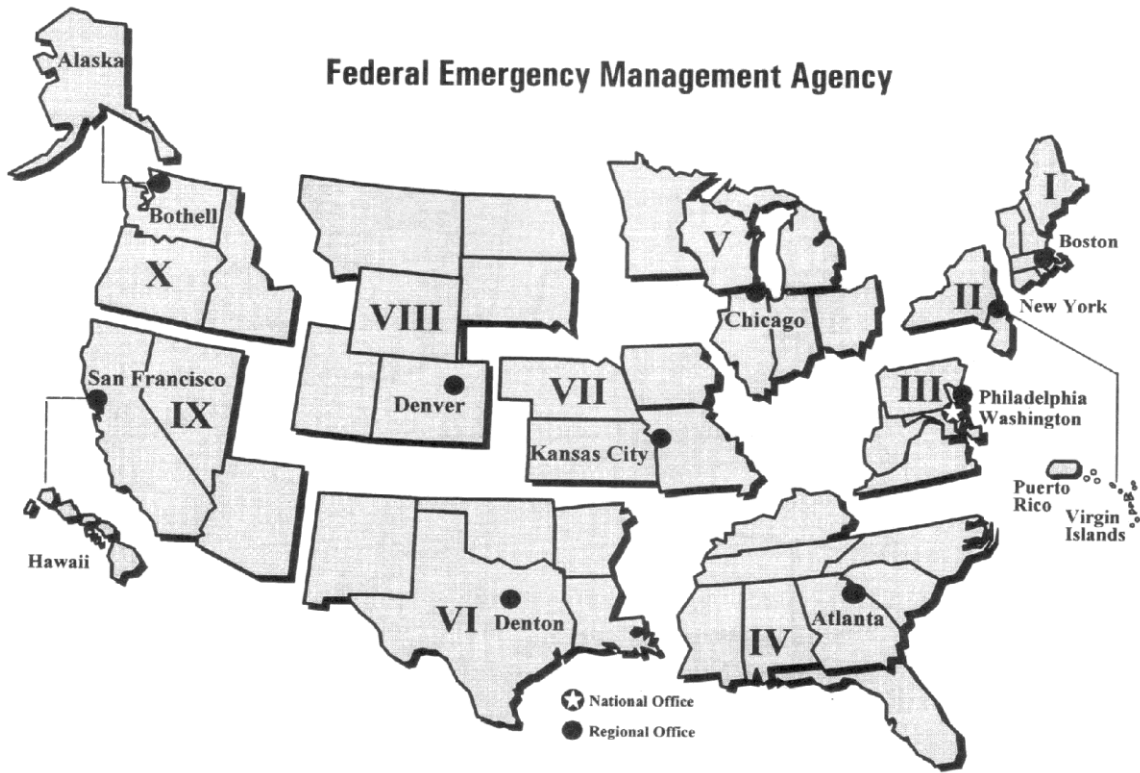 Federal Emergency Management Agency
Alaska
Bothell
X
VIII
V
I
Boston
II
New York
Chicago
San Francisco
IX
Denver
VII
Kansas City
III
Philadelphia
Washington
Puerto
Rico
Virgin
Islands
Hawaii
VI
Denton
IV
Atlanta
National Office
Regional Office